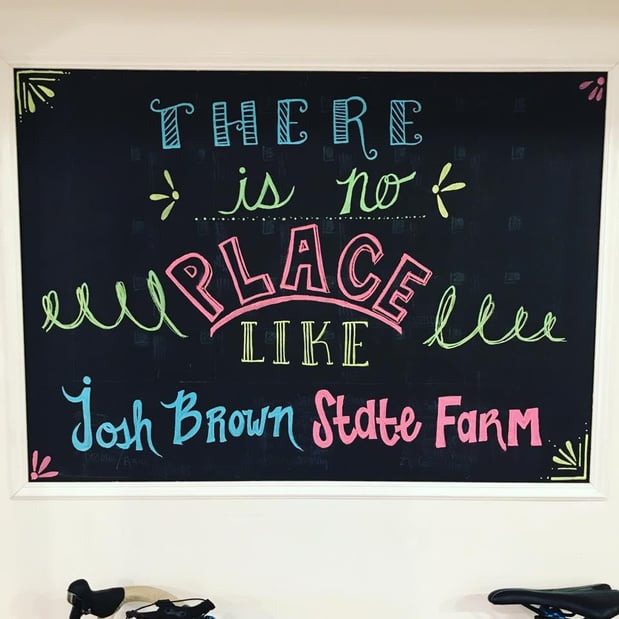 THERE
is no
PLACE
LIKE
Josh Brown State Farm